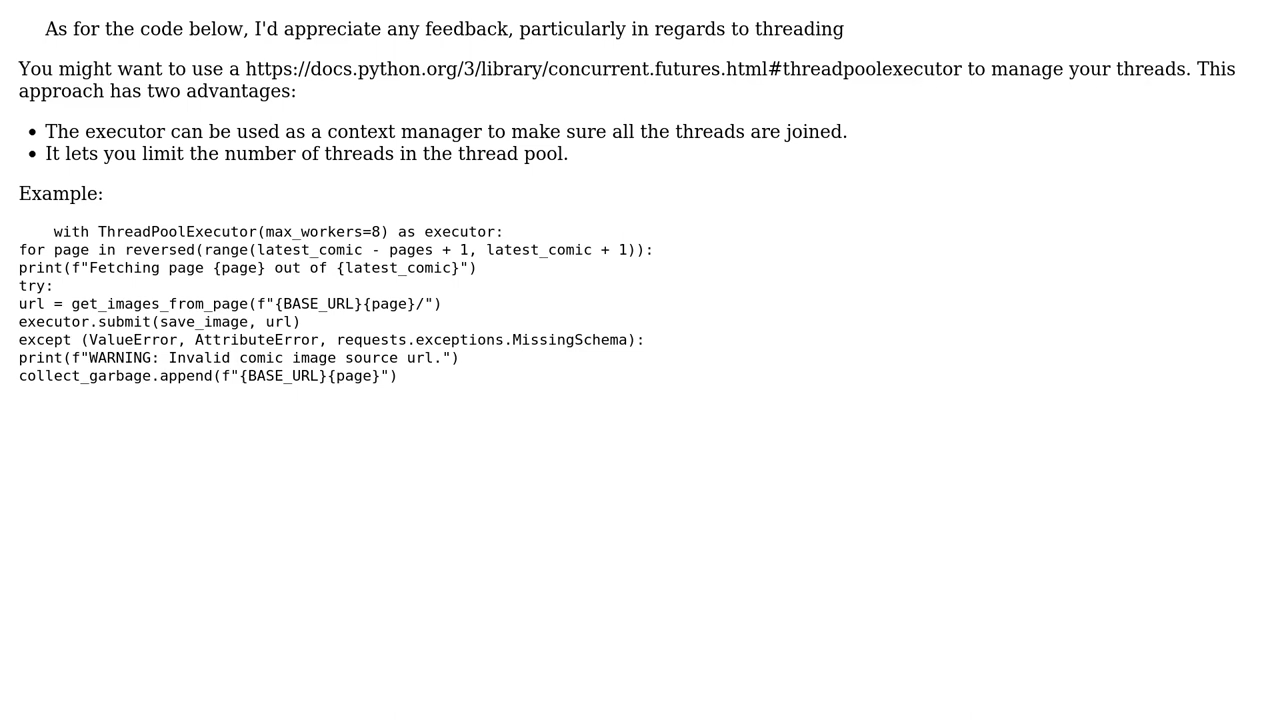 As for the code below, I'd appreciate any feedback, particularly in regards to threading
You might want to use a https://docs.python.org/3/library/concurrent.futures.html#threadpoolexecutor to manage your threads. This
approach has two advantages:
• The executor can be used as a context manager to make sure all the threads are joined.
• It lets you limit the number of threads in the thread pool.
Example:
    with ThreadPoolExecutor(max_workers=8) as executor:
for page in reversed(range(latest_comic - pages + 1, latest_comic + 1)):
print(f"Fetching page {page} out of {latest_comic}")
try:
url = get_images_from_page(f"{BASE_URL}{page}/")
executor.submit(save_image, url)
except (ValueError, AttributeError, requests.exceptions.MissingSchema):
print(f"WARNING: Invalid comic image source url.")
collect_garbage.append(f"{BASE_URL}{page}")